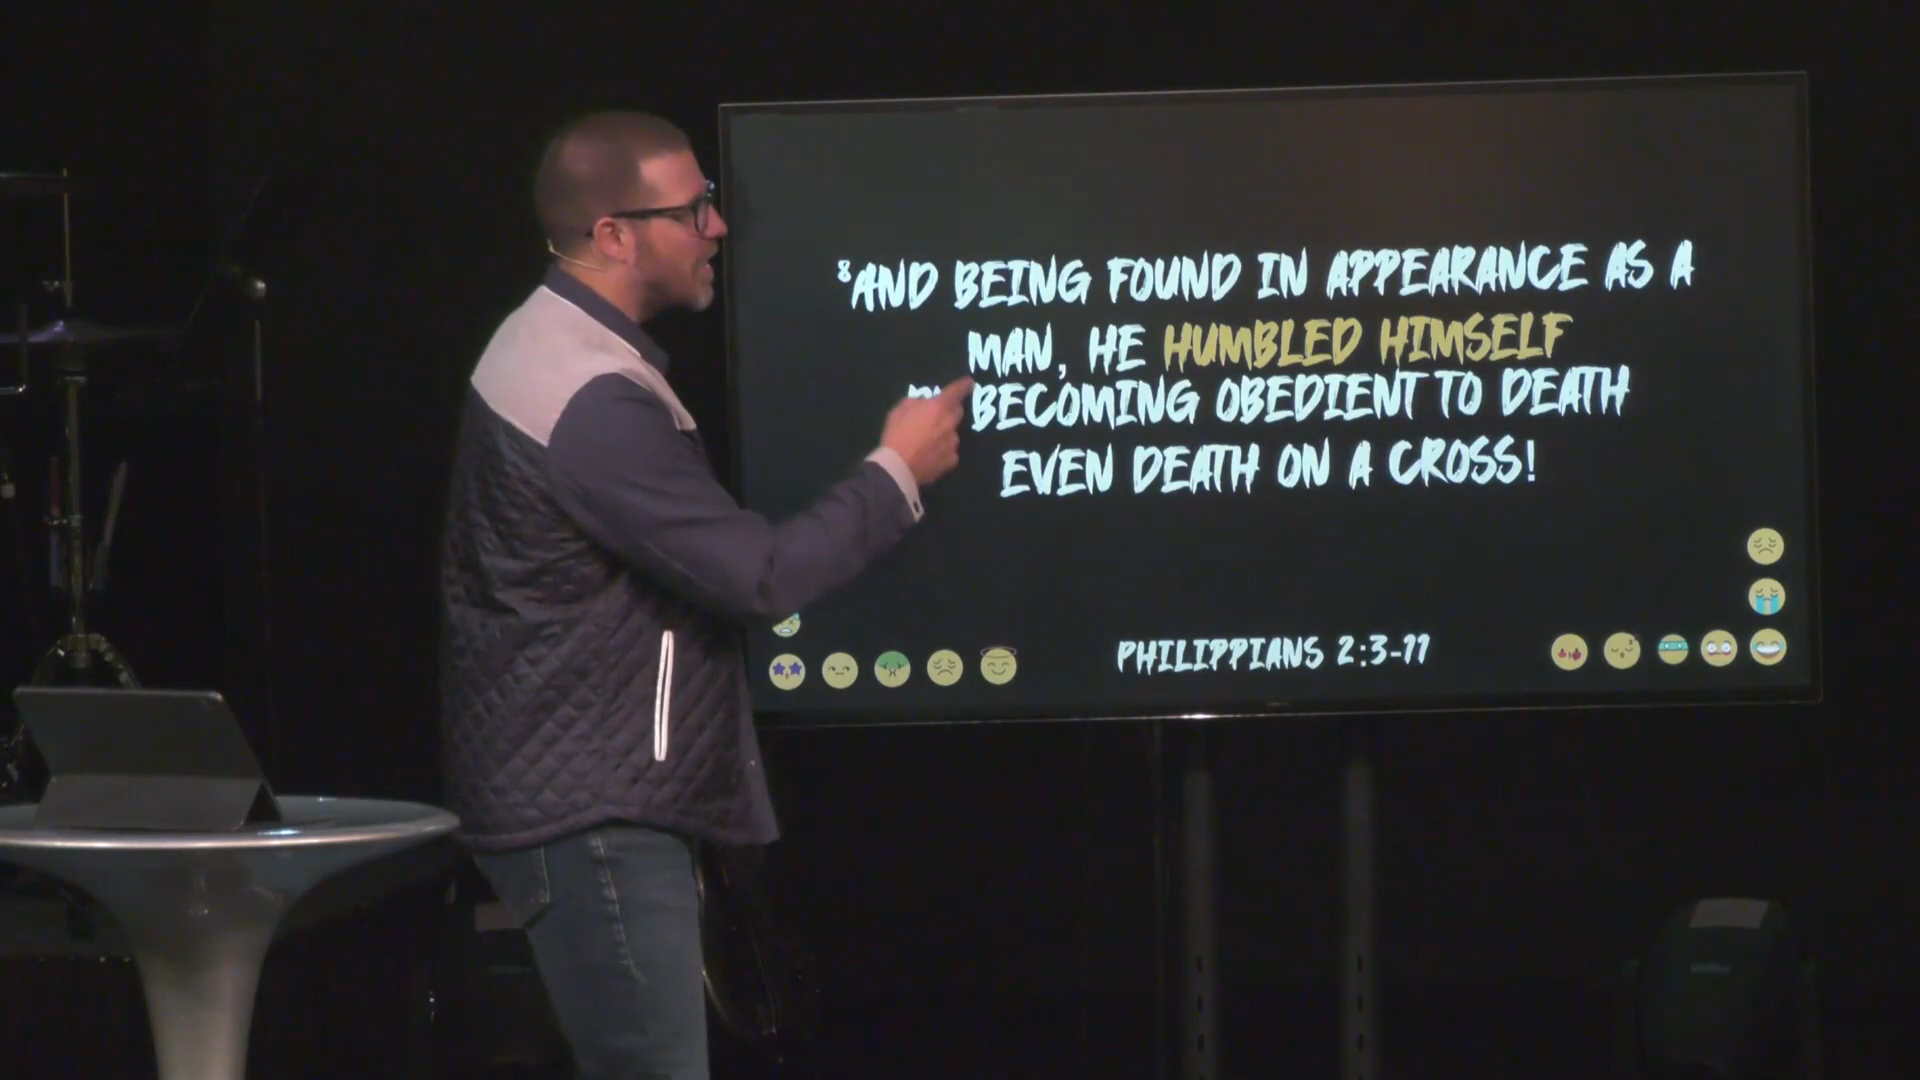 ⁸AND BEING FOUND IN APPEARANCE AS A
MAN, HE HUMBLED HIMSELF
BECOMING OBEDIENT TO DEATH
EVEN DEATH ON A CROSS!
PHILIPPIANS 2:3-11